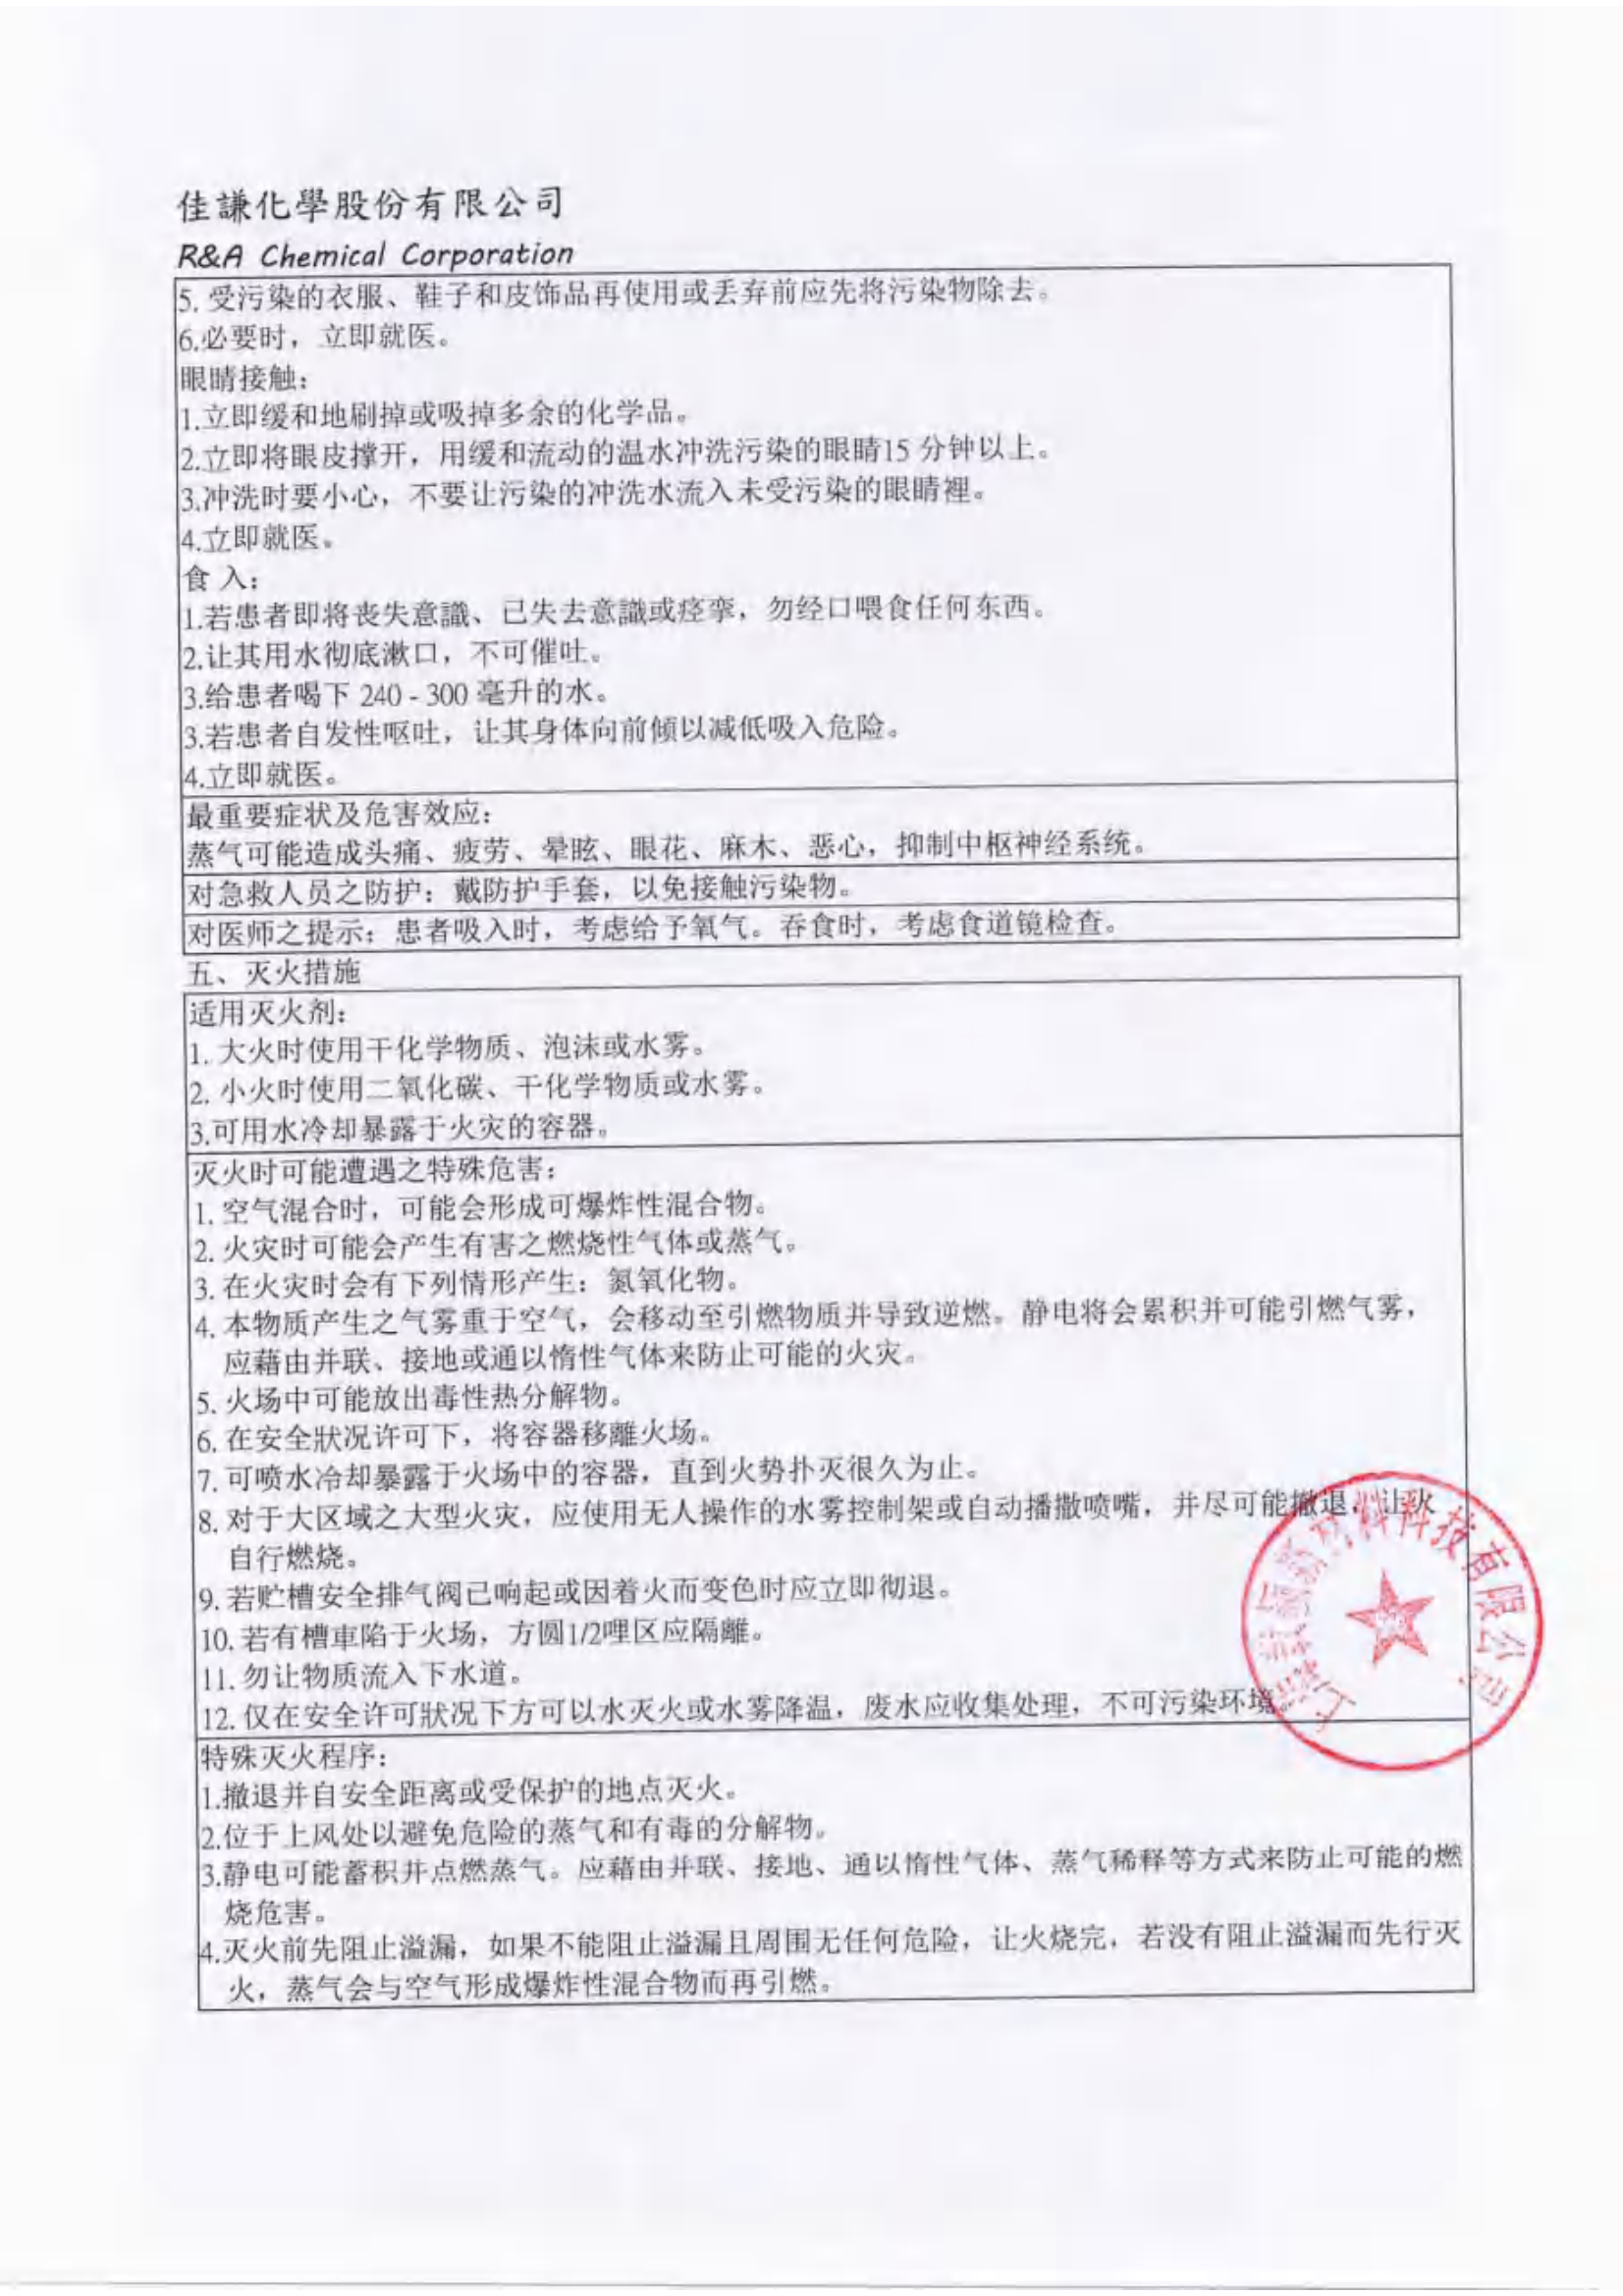 佳謙化學股份有限公司
R&A Chemical Corporation
5. 受污染的衣服、鞋子和皮饰品再使用或丢弃前应先将污染物除去。
6.必要时，立即就医。
眼睛接触：
1.立即缓和地刷掉或吸掉多余的化学品。
2.立即将眼皮撑开，用缓和流动的温水冲洗污染的眼睛15 分钟以上。
3.冲洗时要小心，不要让污染的冲洗水流入未受污染的眼睛裡。
4.立即就医。
食 入：
1.若患者即将丧失意識、已失去意識或痉挛，勿经口喂食任何东西。
2.让其用水彻底漱口，不可催吐。
3.给患者喝下 240 - 300 毫升的水。
3.若患者自发性呕吐，让其身体向前倾以减低吸入危险。
4.立即就医。
最重要症状及危害效应：
蒸气可能造成头痛、疲劳、晕眩、眼花、麻木、恶心，抑制中枢神经系统。
对急救人员之防护：戴防护手套，以免接触污染物。
对医师之提示：患者吸入时，考虑给予氧气。吞食时，考虑食道镜检查。
五、灭火措施
适用灭火剂：
1. 大火时使用干化学物质、泡沫或水雾。
2. 小火时使用二氧化碳、干化学物质或水雾。
3.可用水冷却暴露于火灾的容器。
灭火时可能遭遇之特殊危害：
1. 空气混合时，可能会形成可爆炸性混合物。
2. 火灾时可能会产生有害之燃烧性气体或蒸气。
3. 在火灾时会有下列情形产生：氮氧化物。
4. 本物质产生之气雾重于空气，会移动至引燃物质并导致逆燃。静电将会累积并可能引燃气雾，
应藉由并联、接地或通以惰性气体来防止可能的火灾。
5. 火场中可能放出毒性热分解物。
6. 在安全狀况许可下，将容器移離火场。
7. 可喷水冷却暴露于火场中的容器，直到火势扑灭很久为止。
8. 对于大区域之大型火灾，应使用无人操作的水雾控制架或自动播撒喷嘴，并尽可能撤退，让火
自行燃烧。
9. 若贮槽安全排气阀已响起或因着火而变色时应立即彻退。
10. 若有槽車陷于火场，方圆1/2哩区应隔離。
11. 勿让物质流入下水道。
12. 仅在安全许可狀况下方可以水灭火或水雾降温，废水应收集处理，不可污染环境。
特殊灭火程序：
1.撤退并自安全距离或受保护的地点灭火。
2.位于上风处以避免危险的蒸气和有毒的分解物。
3.静电可能蓄积并点燃蒸气。应藉由并联、接地、通以惰性气体、蒸气稀释等方式来防止可能的燃
烧危害。
4.灭火前先阻止溢漏，如果不能阻止溢漏且周围无任何危险，让火烧完，若没有阻止溢漏而先行灭
火，蒸气会与空气形成爆炸性混合物而再引燃。
材料科技有限公司